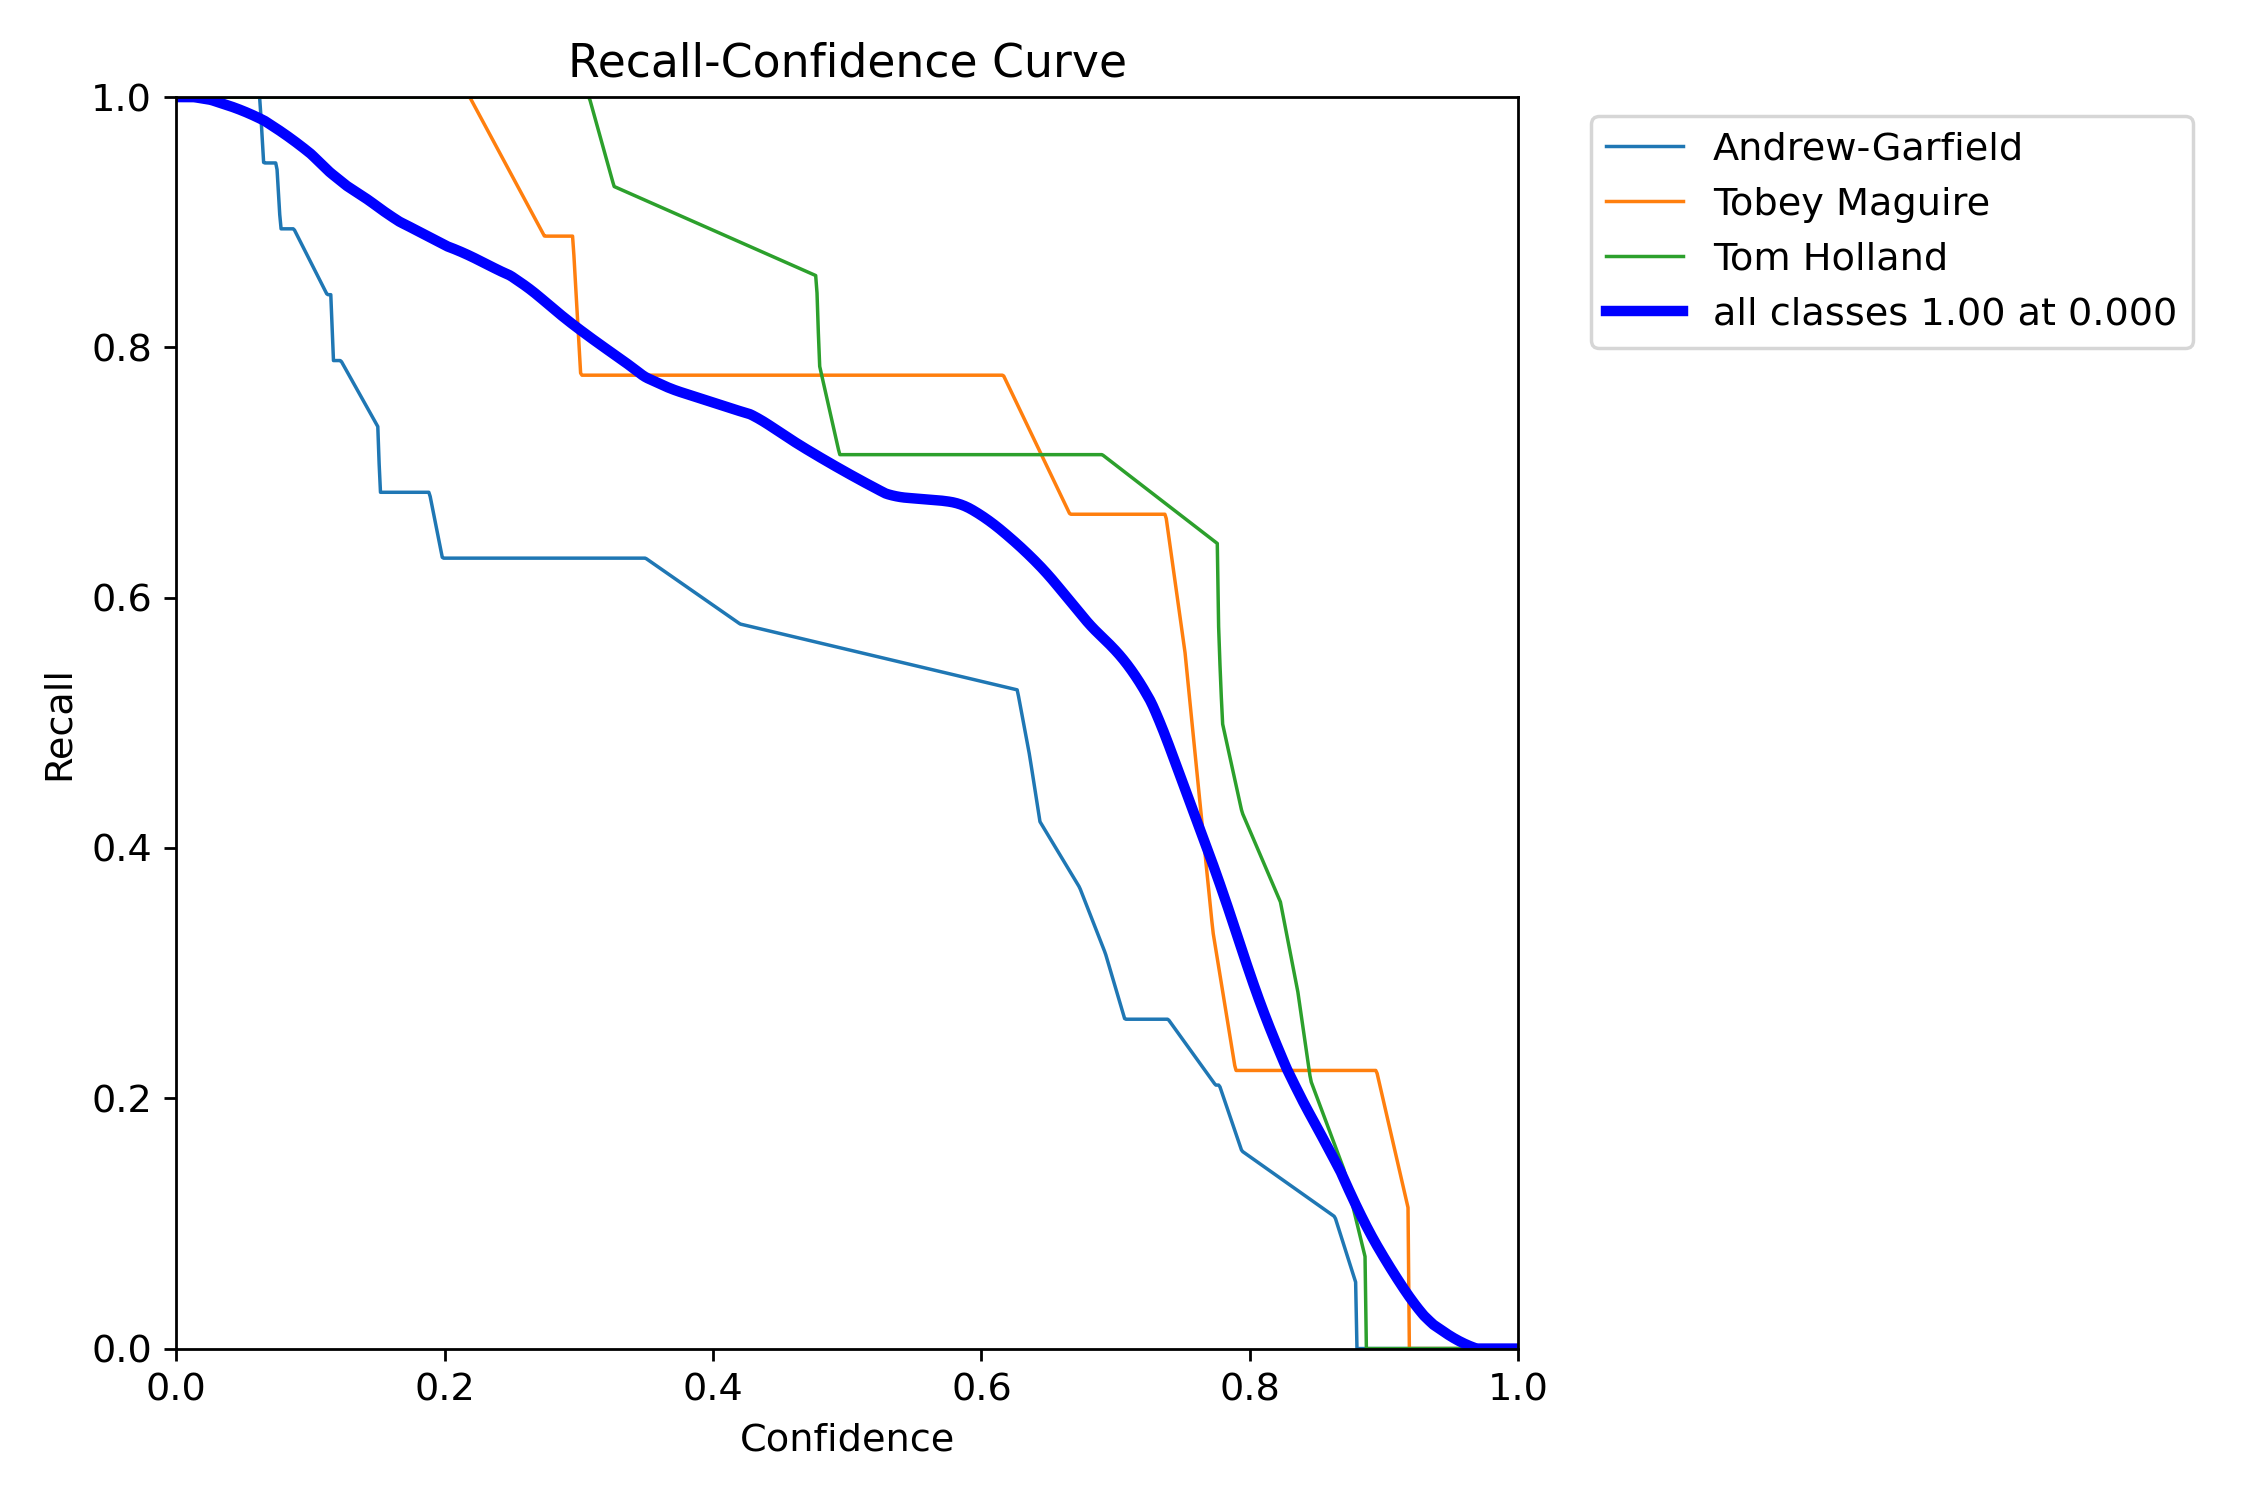 Recall-Confidence Curve
1.0
0.8
0.6
0.4
0.2
0.0
Recall
0.0 0.2 0.4 0.6 0.8 1.0
Confidence
Andrew-Garfield
Tobey Maguire
Tom Holland
all classes 1.00 at 0.000